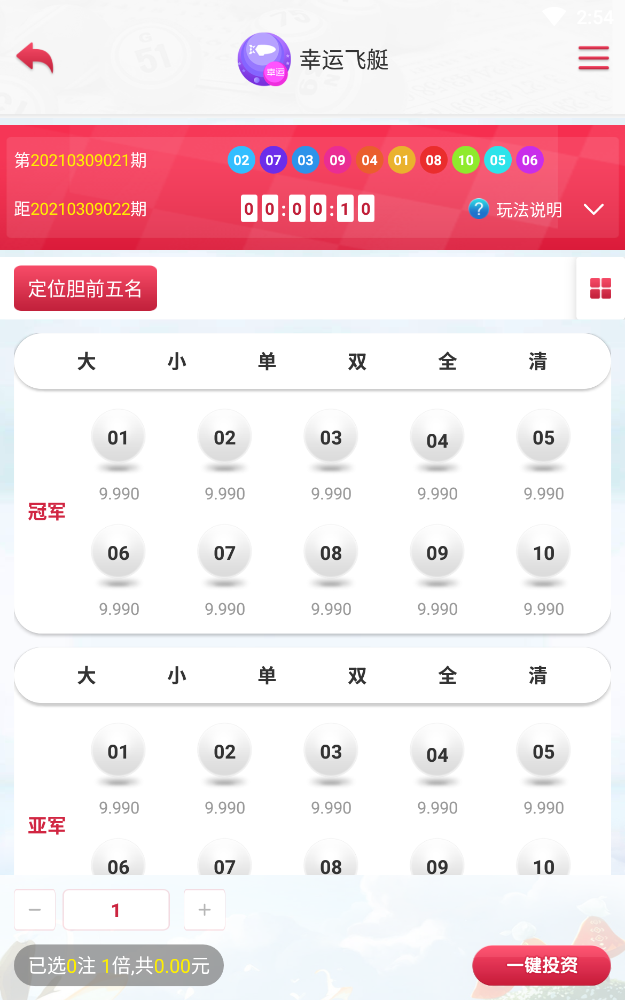 2:54
幸运
幸运飞艇
第20210309021期
02 07 03 09 04 01 08 10 05 06
距20210309022期
00:00:10
? 玩法说明
定位胆前五名
大 小 单 双 全 清
01 02 03 04 05
9.990 9.990 9.990 9.990 9.990
冠军
06 07 08 09 10
9.990 9.990 9.990 9.990 9.990
大 小 单 双 全 清
01 02 03 04 05
9.990 9.990 9.990 9.990 9.990
亚军
06 07 08 09 10
− 1 +
已选0注 1倍,共0.00元
一键投资